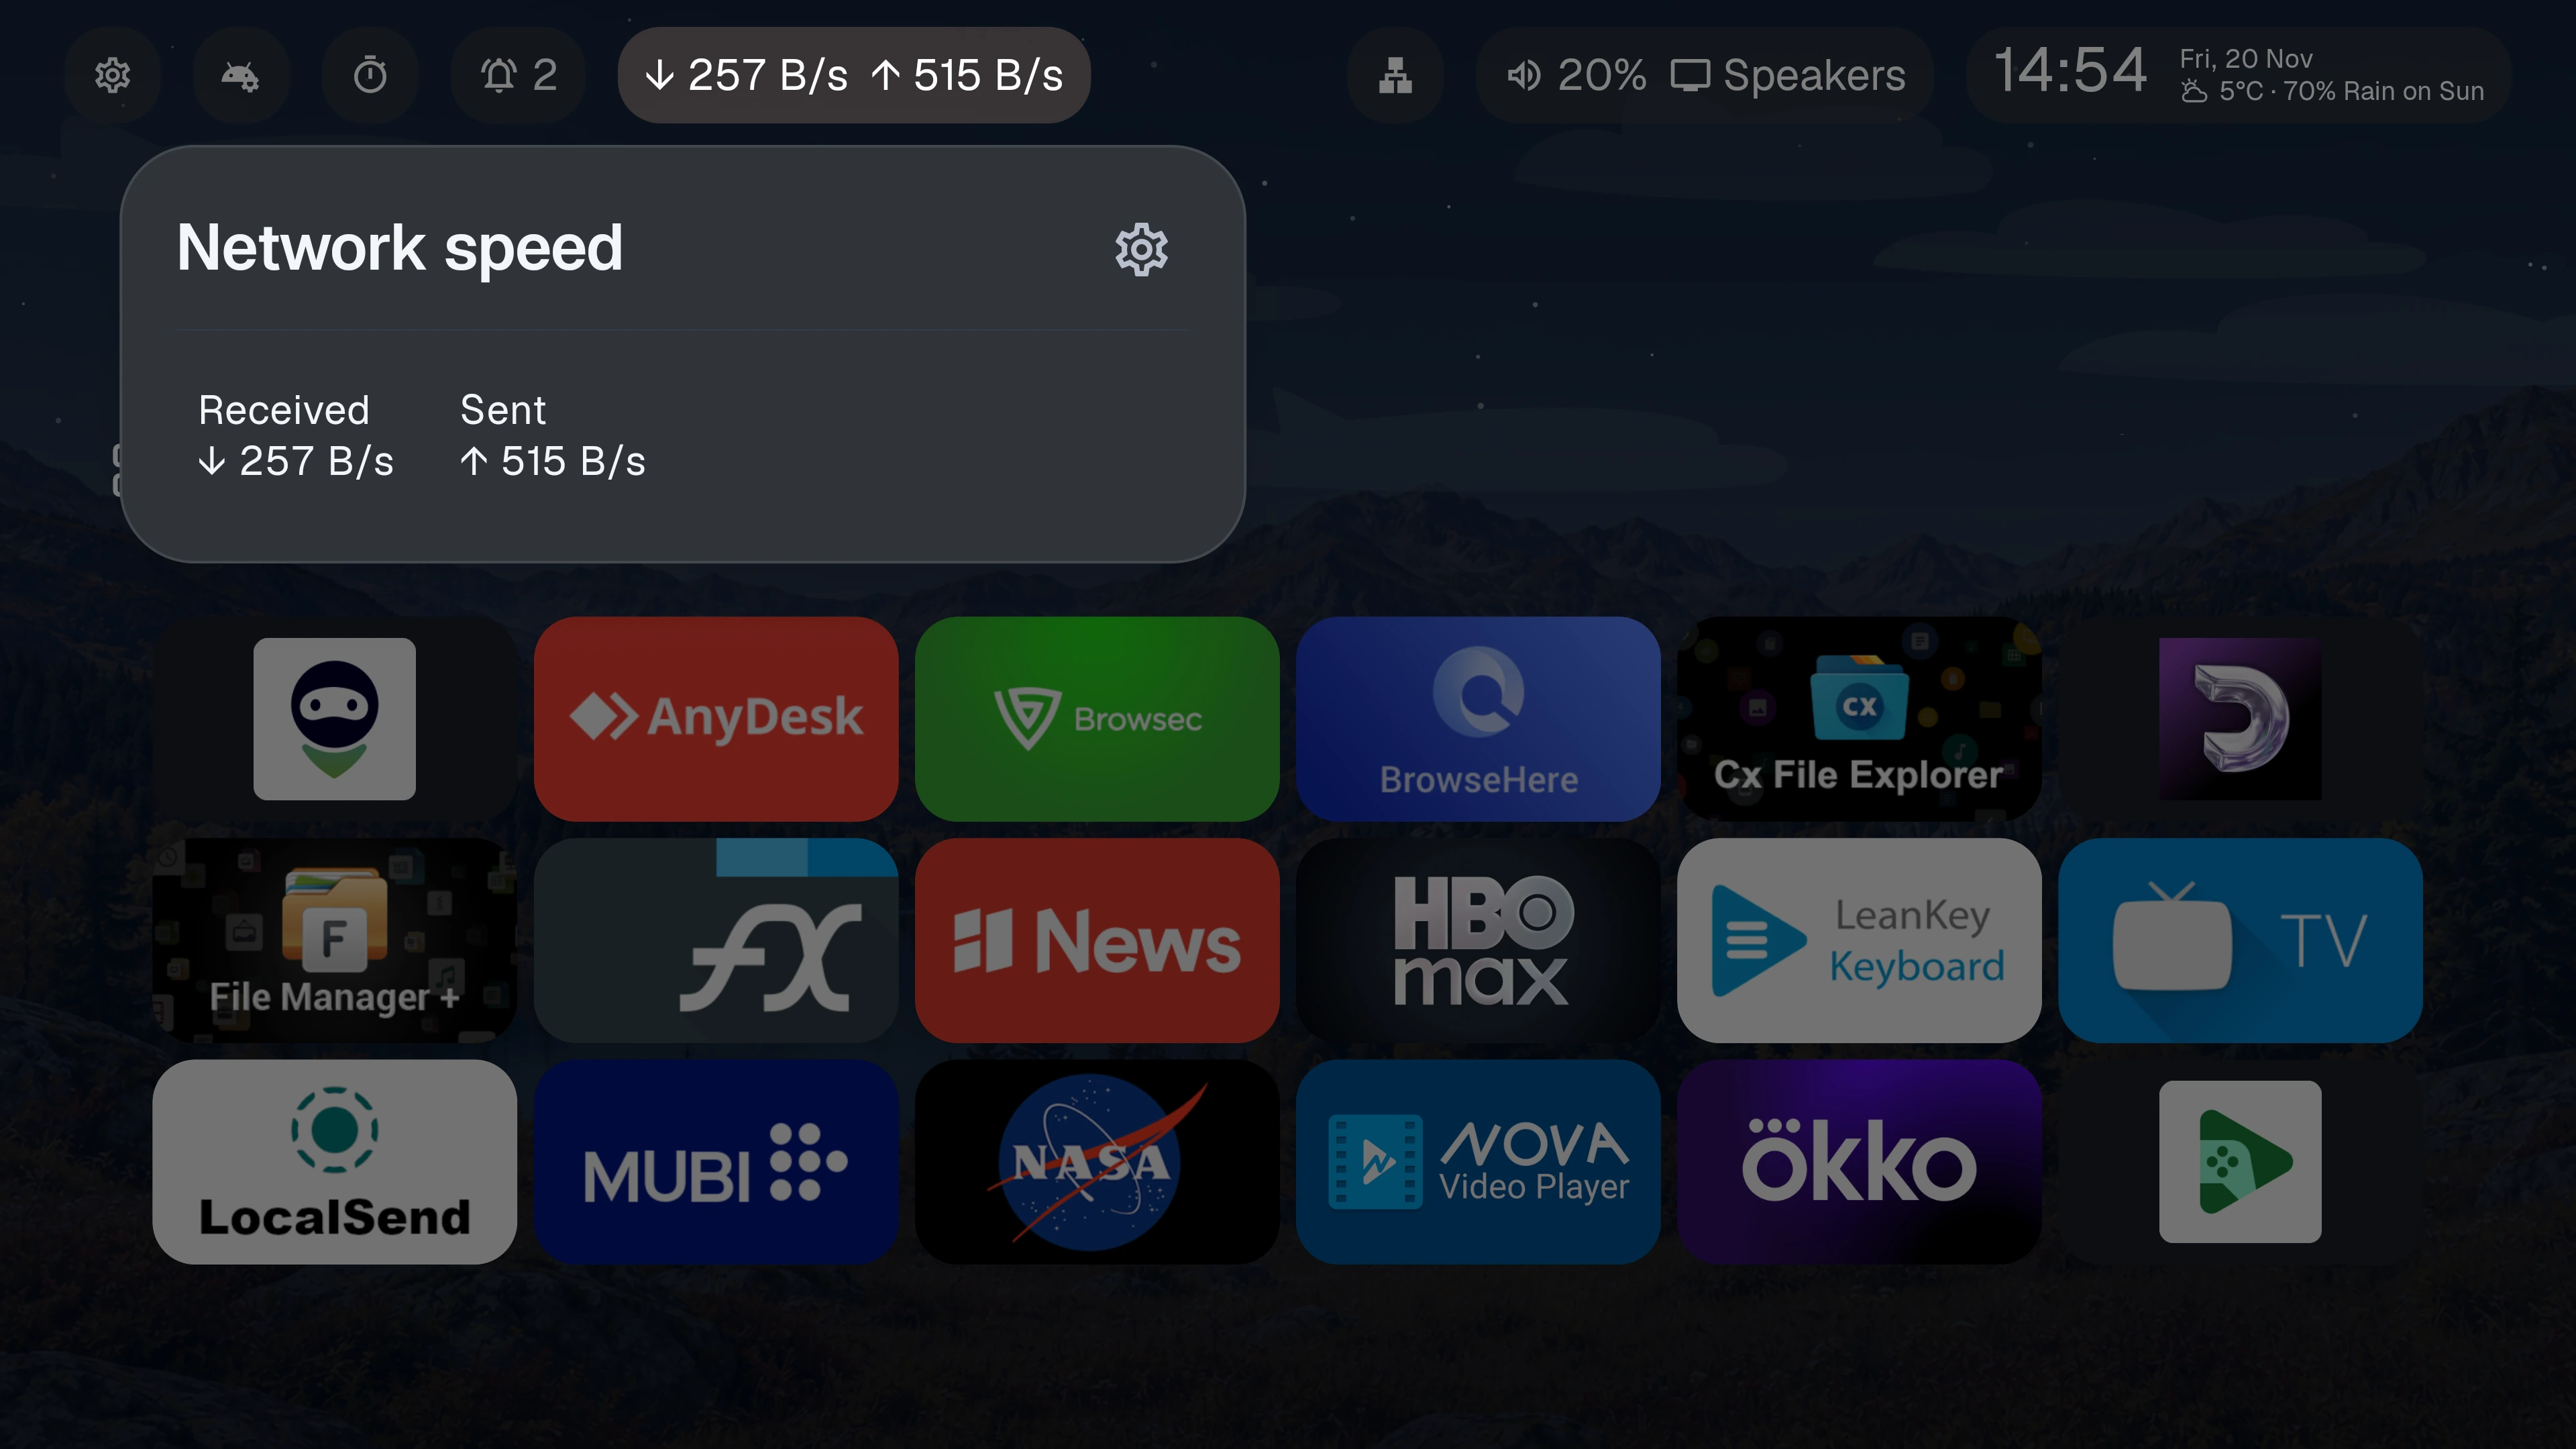 2
↓ 257 B/s ↑ 515 B/s
20%
Speakers
14:54
Fri, 20 Nov
5°C · 70% Rain on Sun
Network speed
Received
↓ 257 B/s
Sent
↑ 515 B/s
AnyDesk
Browsec
BrowseHere
CX
Cx File Explorer
F
File Manager +
fX
News
HBO
max
LeanKey
Keyboard
TV
LocalSend
MUBI
NASA
NOVA
Video Player
okko